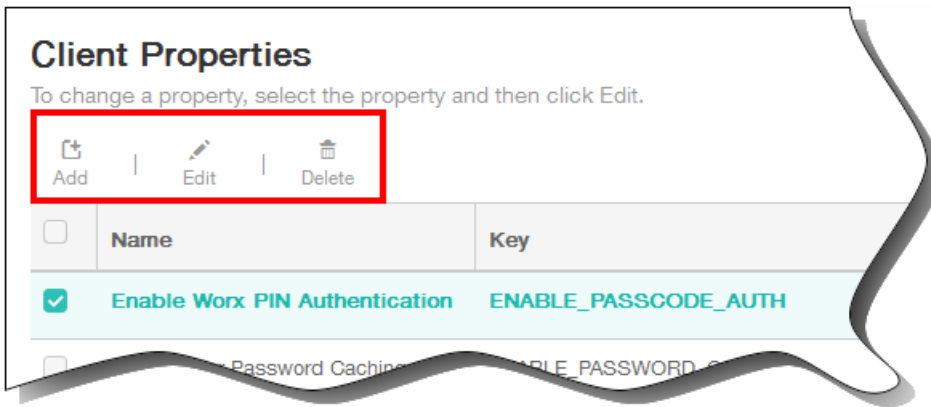 Client Properties
To change a property, select the property and then click Edit.
Add | Edit | Delete
Name Key
Enable Worx PIN Authentication ENABLE_PASSCODE_AUTH
Password Caching PASSWORD